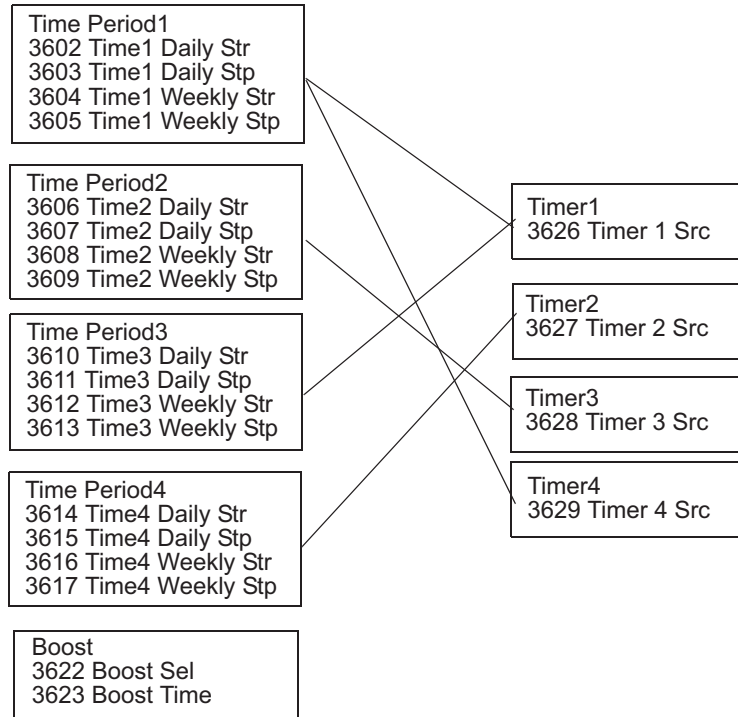 Time Period1
3602 Time1 Daily Str
3603 Time1 Daily Stp
3604 Time1 Weekly Str
3605 Time1 Weekly Stp
Time Period2
3606 Time2 Daily Str
3607 Time2 Daily Stp
3608 Time2 Weekly Str
3609 Time2 Weekly Stp
Time Period3
3610 Time3 Daily Str
3611 Time3 Daily Stp
3612 Time3 Weekly Str
3613 Time3 Weekly Stp
Time Period4
3614 Time4 Daily Str
3615 Time4 Daily Stp
3616 Time4 Weekly Str
3617 Time4 Weekly Stp
Boost
3622 Boost Sel
3623 Boost Time
Timer1
3626 Timer 1 Src
Timer2
3627 Timer 2 Src
Timer3
3628 Timer 3 Src
Timer4
3629 Timer 4 Src